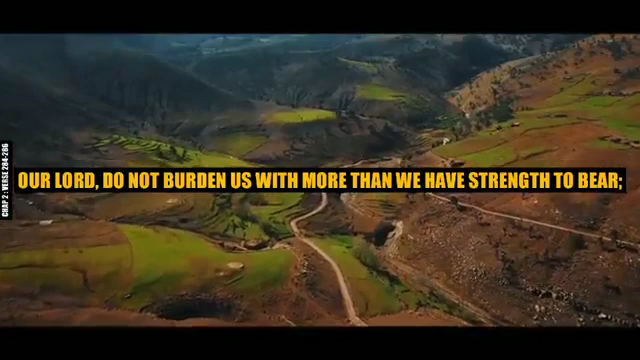 OUR LORD, DO NOT BURDEN US WITH MORE THAN WE HAVE STRENGTH TO BEAR;
CHAP 2 : VERSE 284-286